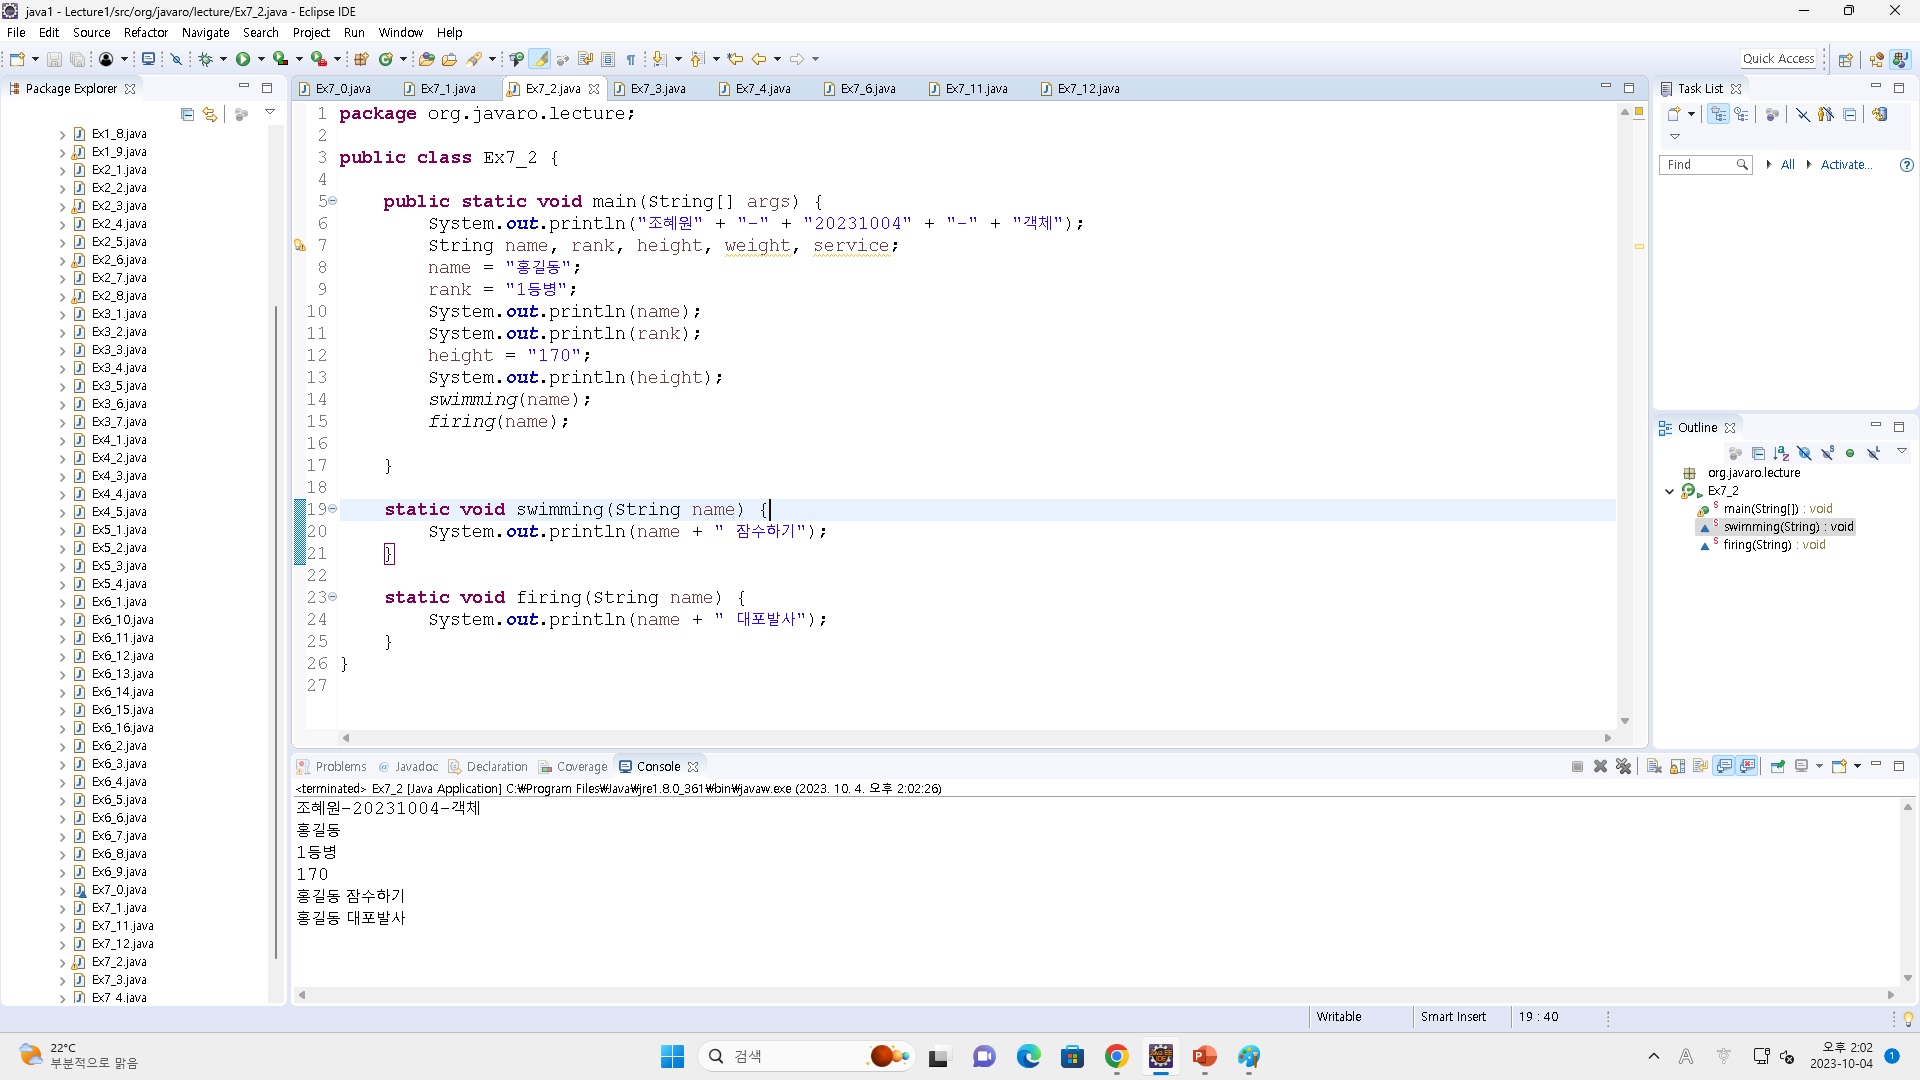 java1 - Lecture1/src/org/javaro/lecture/Ex7_2.java - Eclipse IDE
File Edit Source Refactor Navigate Search Project Run Window Help
Quick Access
Package Explorer
Ex1_8.java
Ex1_9.java
Ex2_1.java
Ex2_2.java
Ex2_3.java
Ex2_4.java
Ex2_5.java
Ex2_6.java
Ex2_7.java
Ex2_8.java
Ex3_1.java
Ex3_2.java
Ex3_3.java
Ex3_4.java
Ex3_5.java
Ex3_6.java
Ex3_7.java
Ex4_1.java
Ex4_2.java
Ex4_3.java
Ex4_4.java
Ex4_5.java
Ex5_1.java
Ex5_2.java
Ex5_3.java
Ex5_4.java
Ex6_1.java
Ex6_10.java
Ex6_11.java
Ex6_12.java
Ex6_13.java
Ex6_14.java
Ex6_15.java
Ex6_16.java
Ex6_2.java
Ex6_3.java
Ex6_4.java
Ex6_5.java
Ex6_6.java
Ex6_7.java
Ex6_8.java
Ex6_9.java
Ex7_0.java
Ex7_1.java
Ex7_11.java
Ex7_12.java
Ex7_2.java
Ex7_3.java
Ex7_4.java
Ex7_0.java Ex7_1.java Ex7_2.java Ex7_3.java Ex7_4.java Ex7_6.java Ex7_11.java Ex7_12.java
1 package org.javaro.lecture;
2
3 public class Ex7_2 {
4
5 public static void main(String[] args) {
6 System.out.println("조혜원" + "-" + "20231004" + "-" + "객체");
7 String name, rank, height, weight, service;
8 name = "홍길동";
9 rank = "1등병";
10 System.out.println(name);
11 System.out.println(rank);
12 height = "170";
13 System.out.println(height);
14 swimming(name);
15 firing(name);
16
17 }
18
19 static void swimming(String name) {
20 System.out.println(name + " 잠수하기");
21 }
22
23 static void firing(String name) {
24 System.out.println(name + " 대포발사");
25 }
26 }
27
Task List
Find All Activate...
Outline
org.javaro.lecture
Ex7_2
main(String[]) : void
swimming(String) : void
firing(String) : void
Problems Javadoc Declaration Coverage Console
<terminated> Ex7_2 [Java Application] C:₩Program Files₩Java₩jre1.8.0_361₩bin₩javaw.exe (2023. 10. 4. 오후 2:02:26)
조혜원-20231004-객체
홍길동
1등병
170
홍길동 잠수하기
홍길동 대포발사
Writable Smart Insert 19 : 40
22°C
부분적으로 맑음
검색
오후 2:02
2023-10-04
1